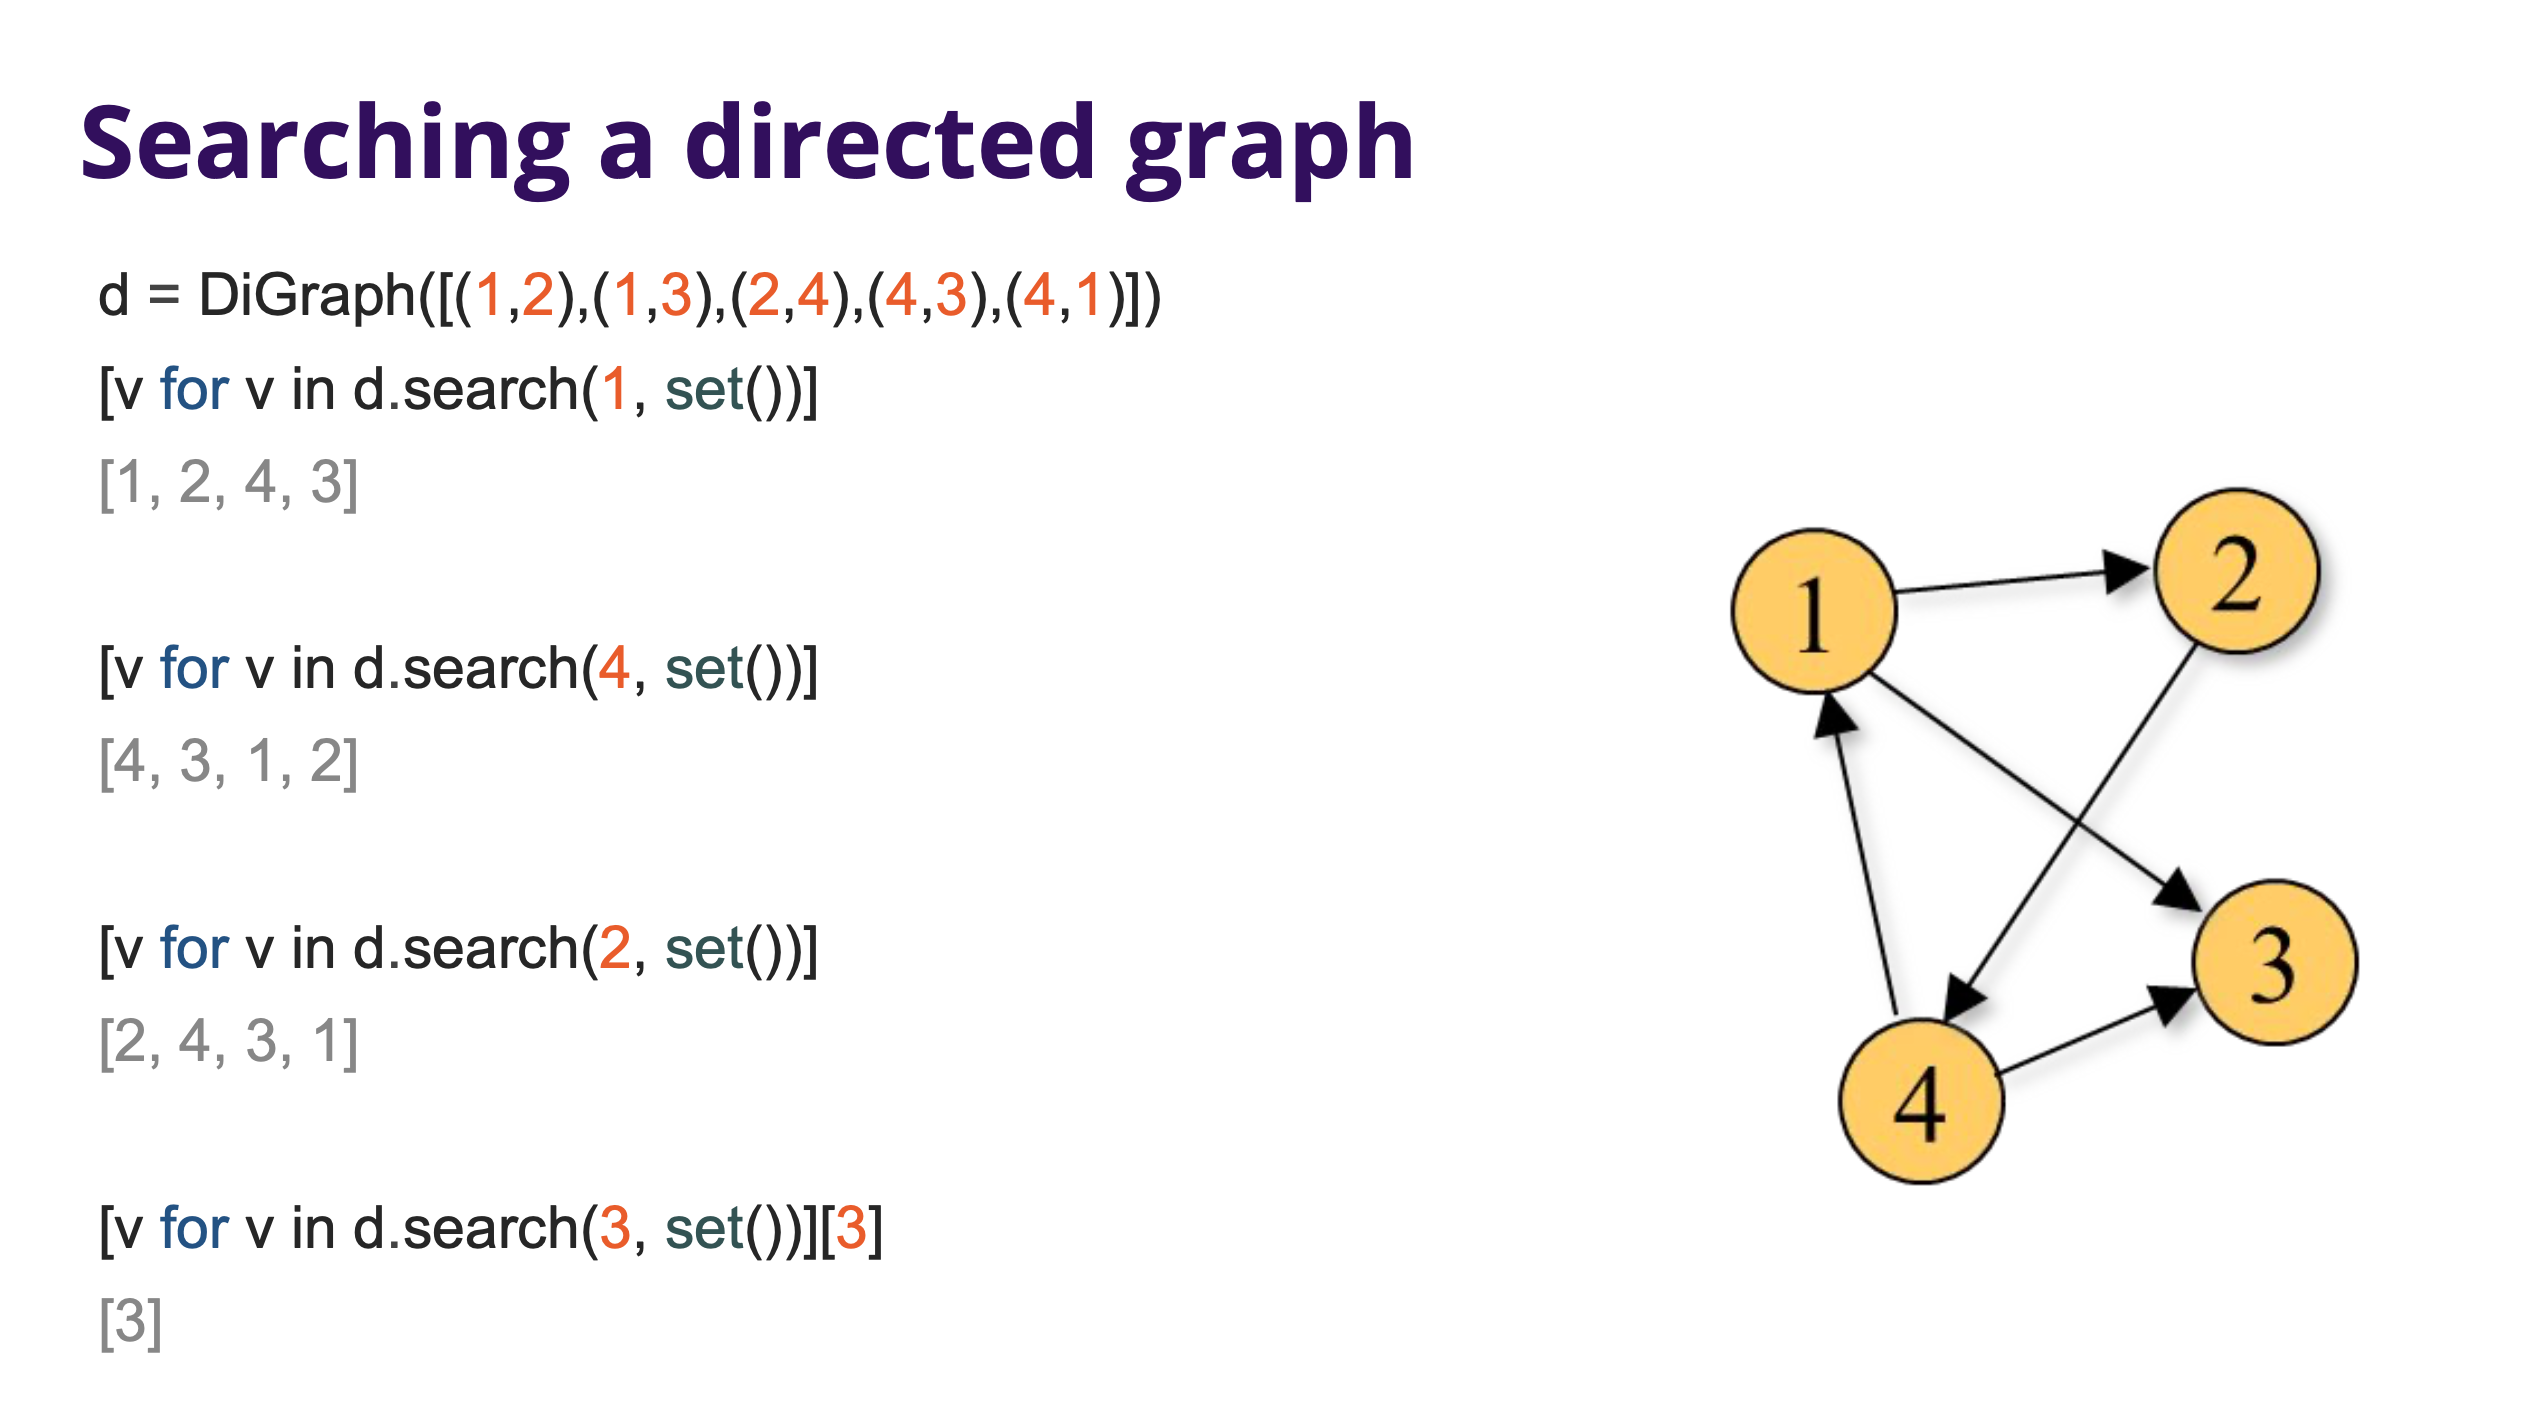 Searching a directed graph
d = DiGraph([(1,2),(1,3),(2,4),(4,3),(4,1)])
[v for v in d.search(1, set())]
[1, 2, 4, 3]
[v for v in d.search(4, set())]
[4, 3, 1, 2]
[v for v in d.search(2, set())]
[2, 4, 3, 1]
[v for v in d.search(3, set())][3]
[3]
1
2
3
4